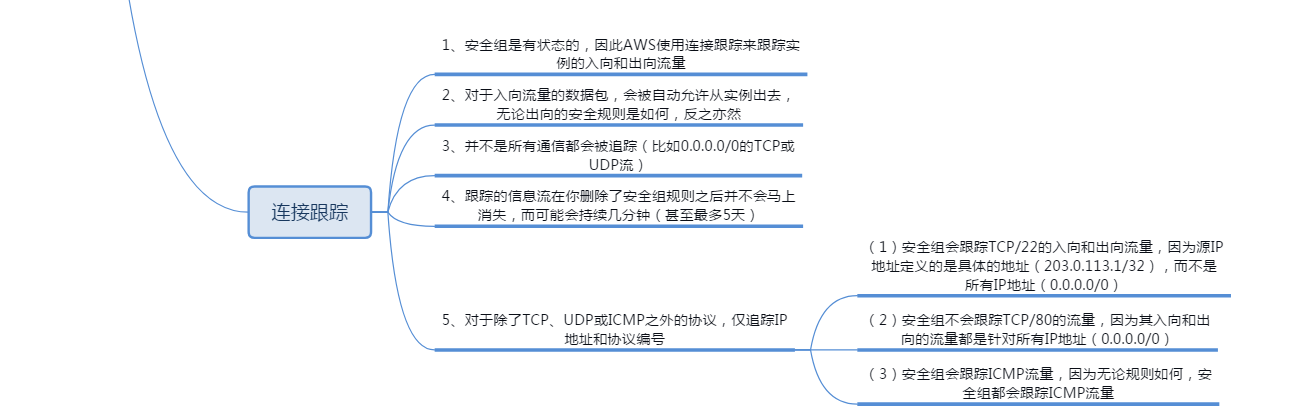 1、安全组是有状态的，因此AWS使用连接跟踪来跟踪实
例的入向和出向流量
2、对于入向流量的数据包，会被自动允许从实例出去，
无论出向的安全规则是如何，反之亦然
3、并不是所有通信都会被追踪（比如0.0.0.0/0的TCP或
UDP流）
连接跟踪
4、跟踪的信息流在你删除了安全组规则之后并不会马上
消失，而可能会持续几分钟（甚至最多5天）
5、对于除了TCP、UDP或ICMP之外的协议，仅追踪IP
地址和协议编号
（1）安全组会跟踪TCP/22的入向和出向流量，因为源IP
地址定义的是具体的地址（203.0.113.1/32），而不是
所有IP地址（0.0.0.0/0）
（2）安全组不会跟踪TCP/80的流量，因为其入向和出
向的流量都是针对所有IP地址（0.0.0.0/0）
（3）安全组会跟踪ICMP流量，因为无论规则如何，安
全组都会跟踪ICMP流量